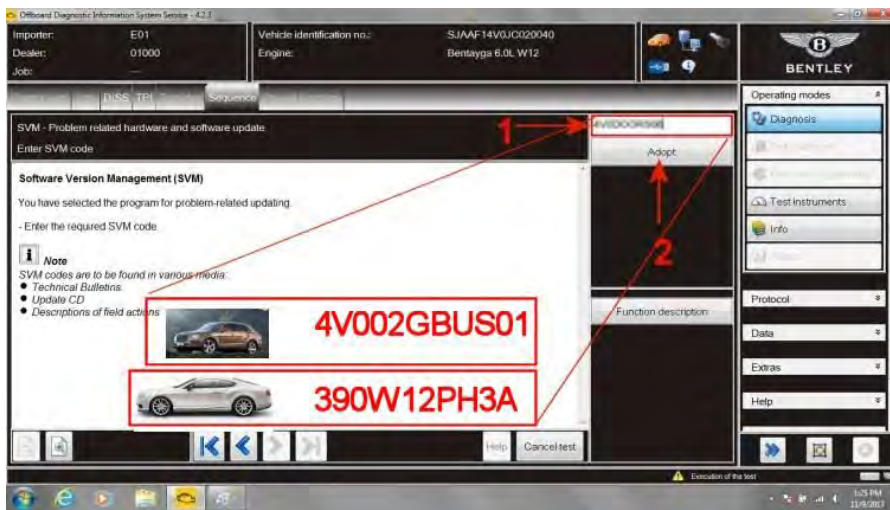 Offboard Diagnostic Information System Service - 4.2.3
Importer: E01
Dealer: 01000
Job: ---
Vehicle identification no.: SJAAF14V0JC020040
Engine: Bentayga 6.0L W12
BENTLEY
DISS TPI Sequence
SVM - Problem related hardware and software update
Enter SVM code
1
Adopt
2
Software Version Management (SVM)
You have selected the program for problem-related updating.
- Enter the required SVM code
i Note
SVM codes are to be found in various media:
● Technical Bulletins
● Update CD
● Descriptions of field actions
4V002GBUS01
390W12PH3A
Function description
Help
Cancel test
Operating modes
Diagnosis
Test instruments
Info
Protocol
Data
Extras
Help
Execution of the test
1:25 PM